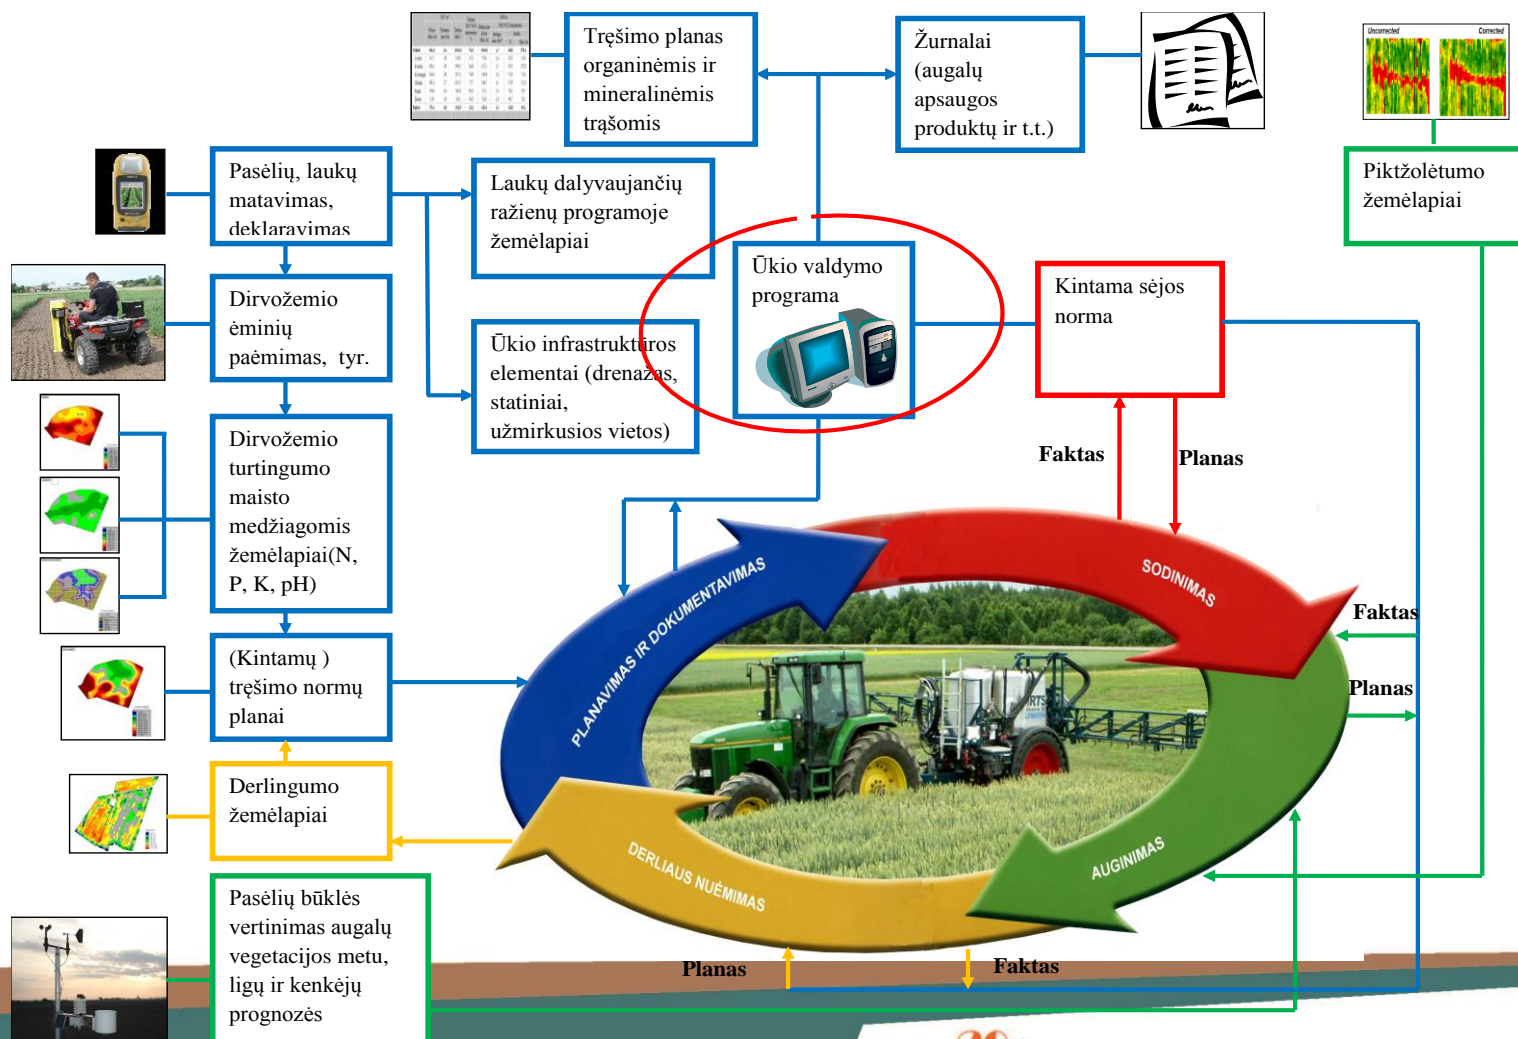 Tręšimo planas
organinėmis ir
mineralinėmis
trąšomis
Žurnalai
(augalų
apsaugos
produktų ir t.t.)
Uncorrected
Corrected
Piktžolėtumo
žemėlapiai
Pasėlių, laukų
matavimas,
deklaravimas
Laukų dalyvaujančių
ražienų programoje
žemėlapiai
Ūkio valdymo
programa
Kintama sėjos
norma
Dirvožemio
ėminių
paėmimas, tyr.
Ūkio infrastruktūros
elementai (drenažas,
statiniai,
užmirkusios vietos)
Dirvožemio
turtingumo
maisto
medžiagomis
žemėlapiai(N,
P, K, pH)
Faktas
Planas
PLANAVIMAS IR DOKUMENTAVIMAS
SODINIMAS
Faktas
Planas
(Kintamų )
tręšimo normų
planai
Derlingumo
žemėlapiai
DERLIAUS NUĖMIMAS
AUGINIMAS
Pasėlių būklės
vertinimas augalų
vegetacijos metu,
ligų ir kenkėjų
prognozės
Planas
Faktas